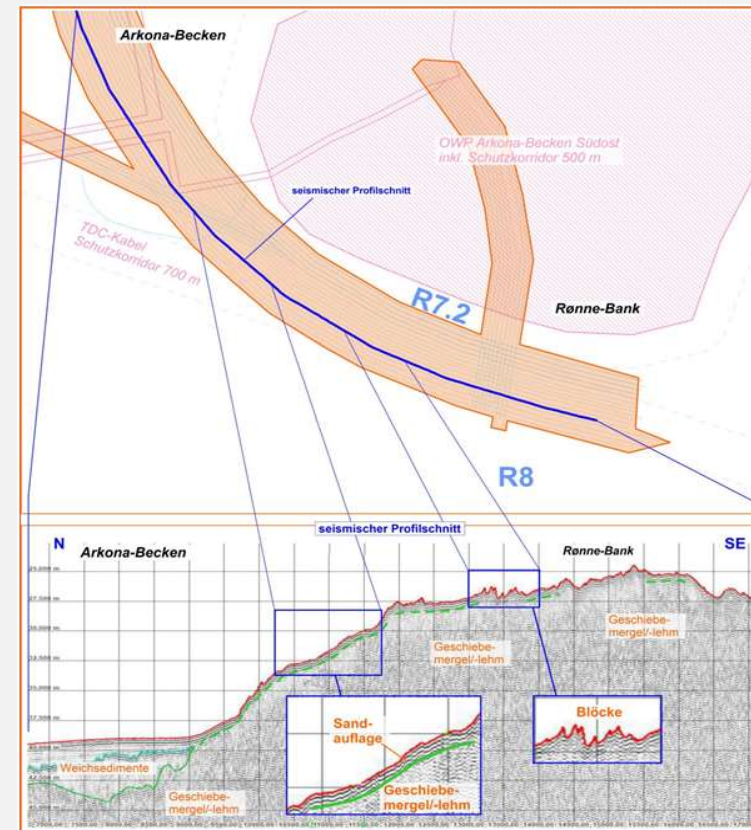 Arkona-Becken
OWP Arkona-Becken Südost
inkl. Schutzkorridor 500 m
seismischer Profilschnitt
TDC-Kabel
Schutzkorridor 700 m
R7.2
Rønne-Bank
R8
seismischer Profilschnitt
N
Arkona-Becken
Rønne-Bank
SE
Geschiebe-
mergel/-lehm
Geschiebe-
mergel/-lehm
Sand-
auflage
Geschiebe-
mergel/-lehm
Blöcke
Weichsedimente
Geschiebe-
mergel/-lehm